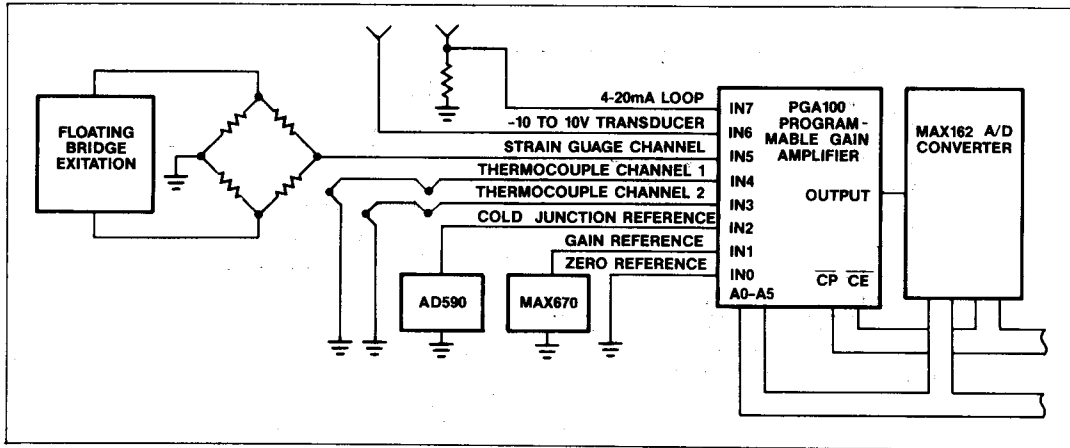 FLOATING
BRIDGE
EXITATION
4-20mA LOOP
-10 TO 10V TRANSDUCER
STRAIN GUAGE CHANNEL
THERMOCOUPLE CHANNEL 1
THERMOCOUPLE CHANNEL 2
COLD JUNCTION REFERENCE
GAIN REFERENCE
ZERO REFERENCE
AD590
MAX670
IN7
IN6
IN5
IN4
IN3
IN2
IN1
IN0
A0-A5
PGA100
PROGRAM-
MABLE GAIN
AMPLIFIER
OUTPUT
CP CE
MAX162 A/D
CONVERTER